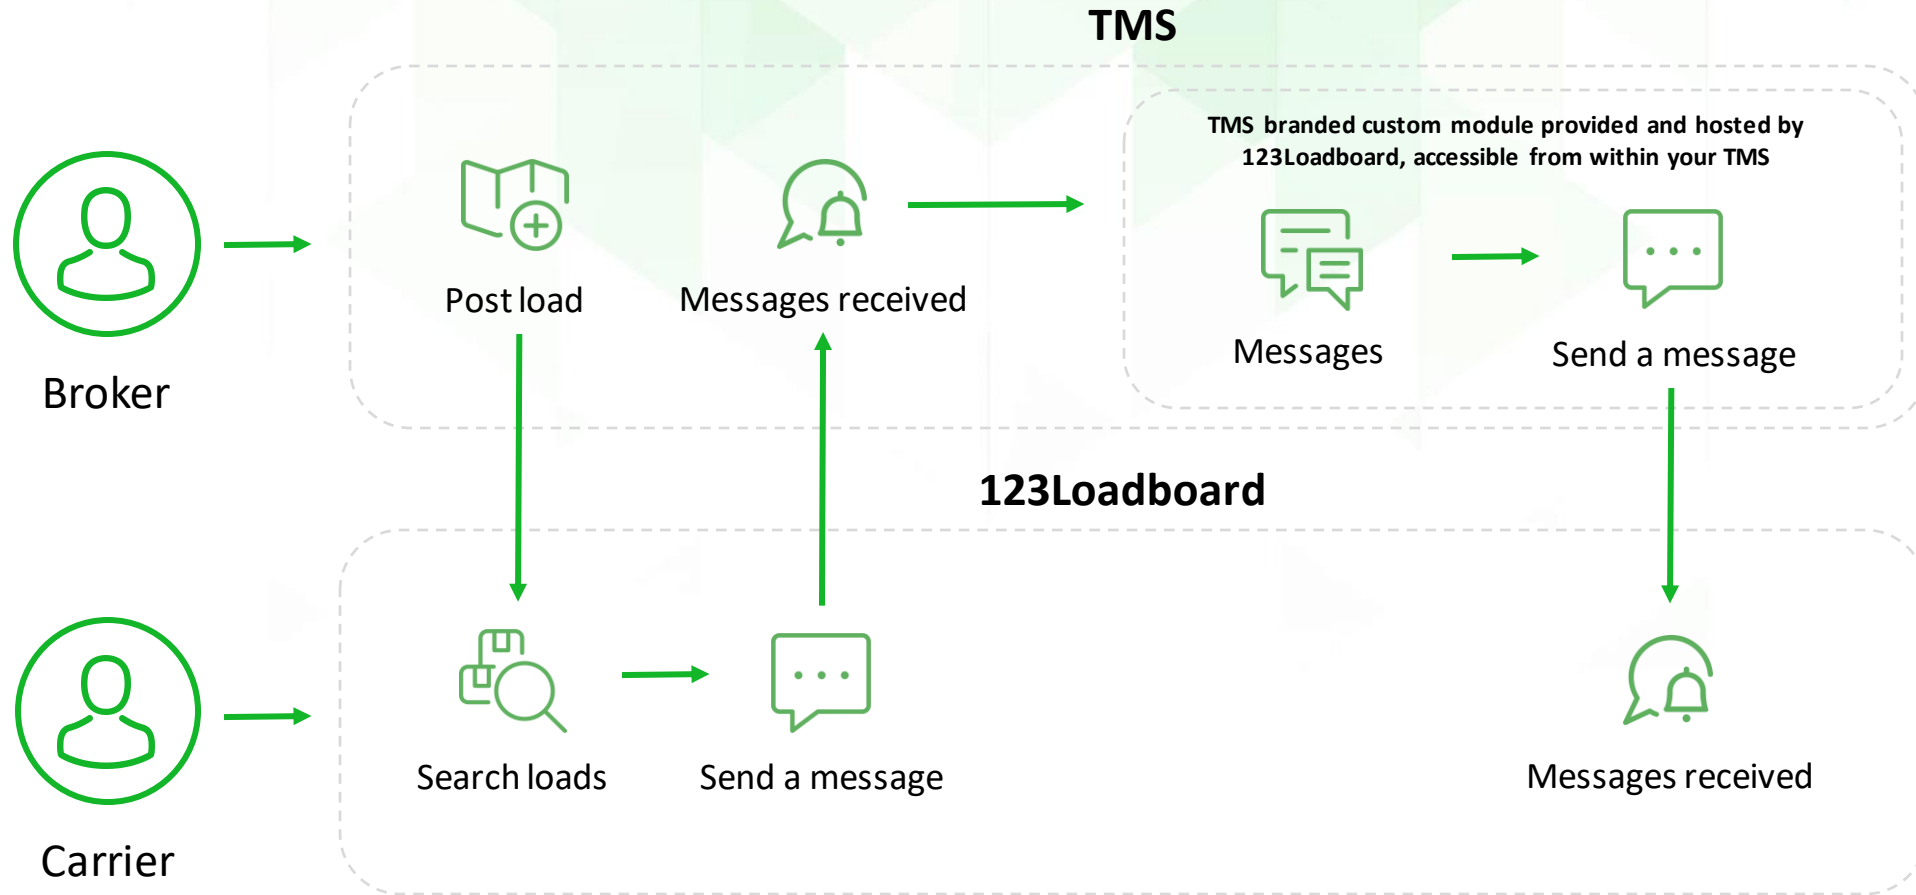 TMS
TMS branded custom module provided and hosted by
123Loadboard, accessible from within your TMS
Post load
Messages received
Messages
Send a message
Broker
123Loadboard
Search loads
Send a message
Messages received
Carrier